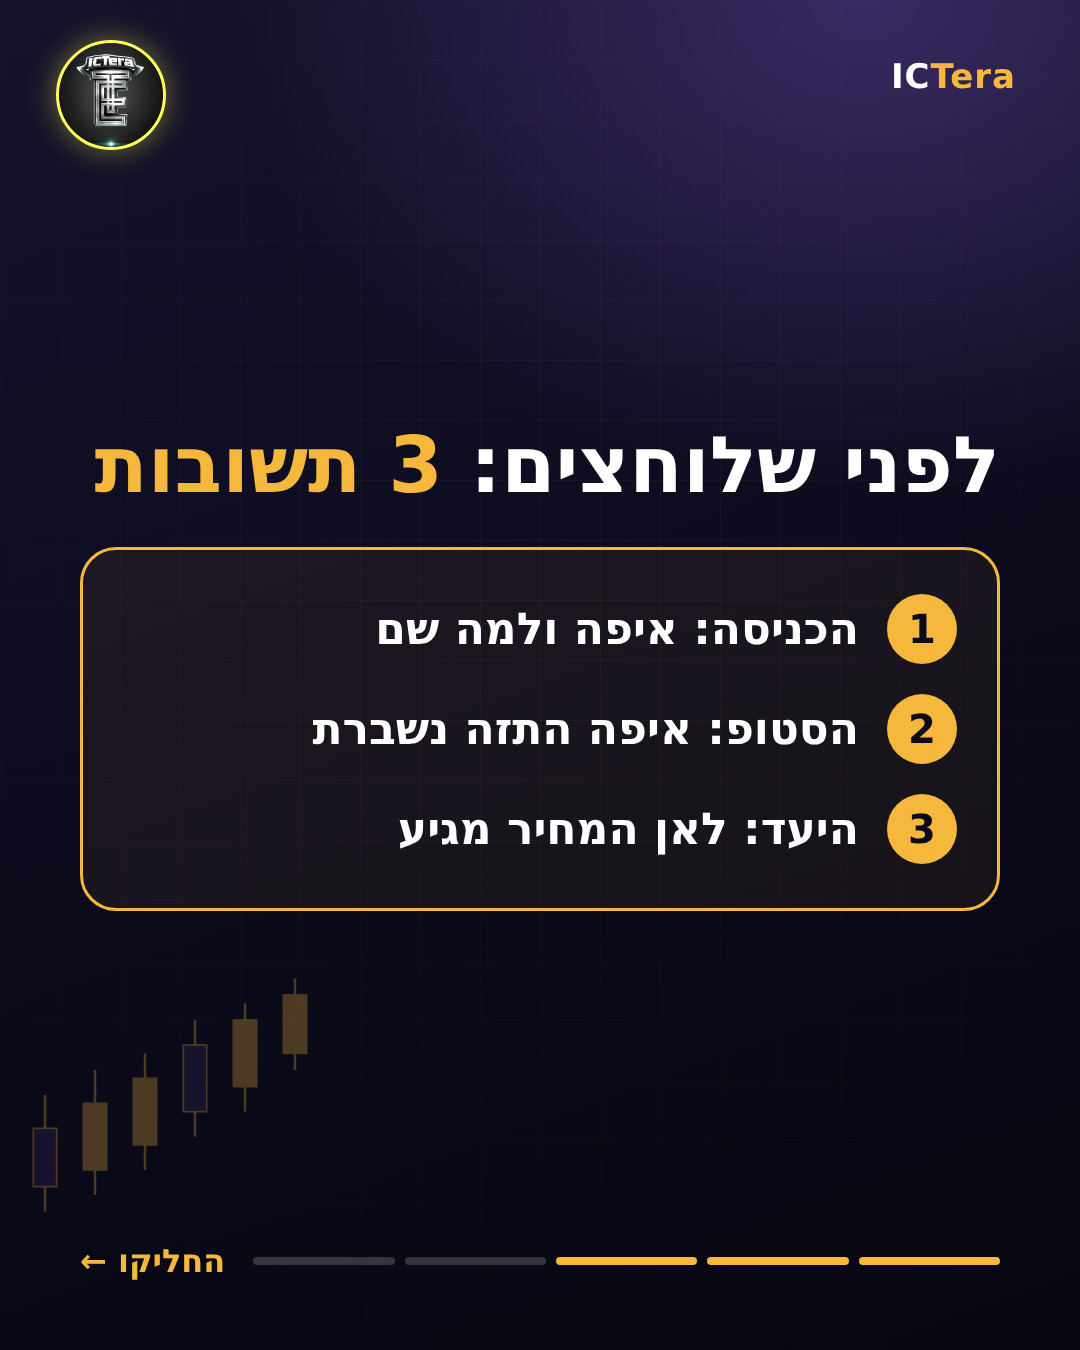 ICTera
ICTera
לפני שלוחצים: 3 תשובות
1 הכניסה: איפה ולמה שם
2 הסטופ: איפה התזה נשברת
3 היעד: לאן המחיר מגיע
החליקו ←